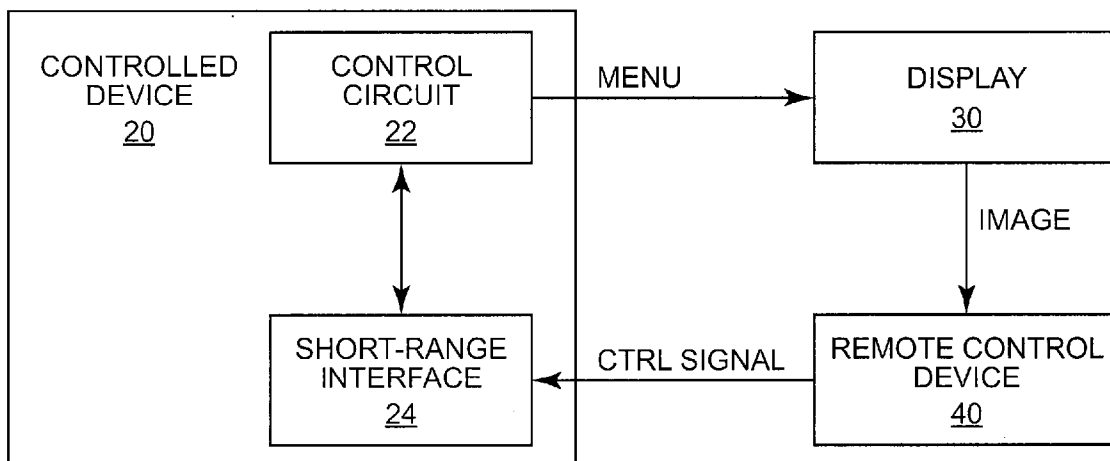 CONTROLLED
DEVICE
20
CONTROL
CIRCUIT
22
MENU
DISPLAY
30
IMAGE
SHORT-RANGE
INTERFACE
24
CTRL SIGNAL
REMOTE CONTROL
DEVICE
40